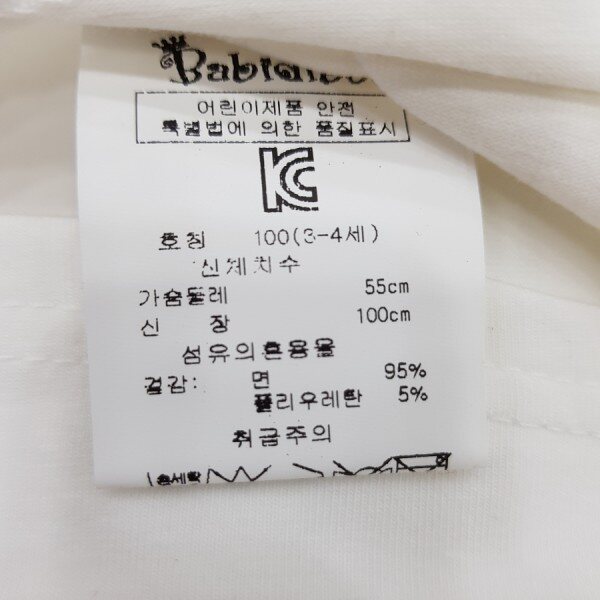 어린이제품 안전
특별법에 의한 품질표시
KC
호칭 100(3-4세)
신체치수
가슴둘레 55cm
신 장 100cm
섬유의혼용율
겉감: 면 95%
폴리우레탄 5%
취급주의